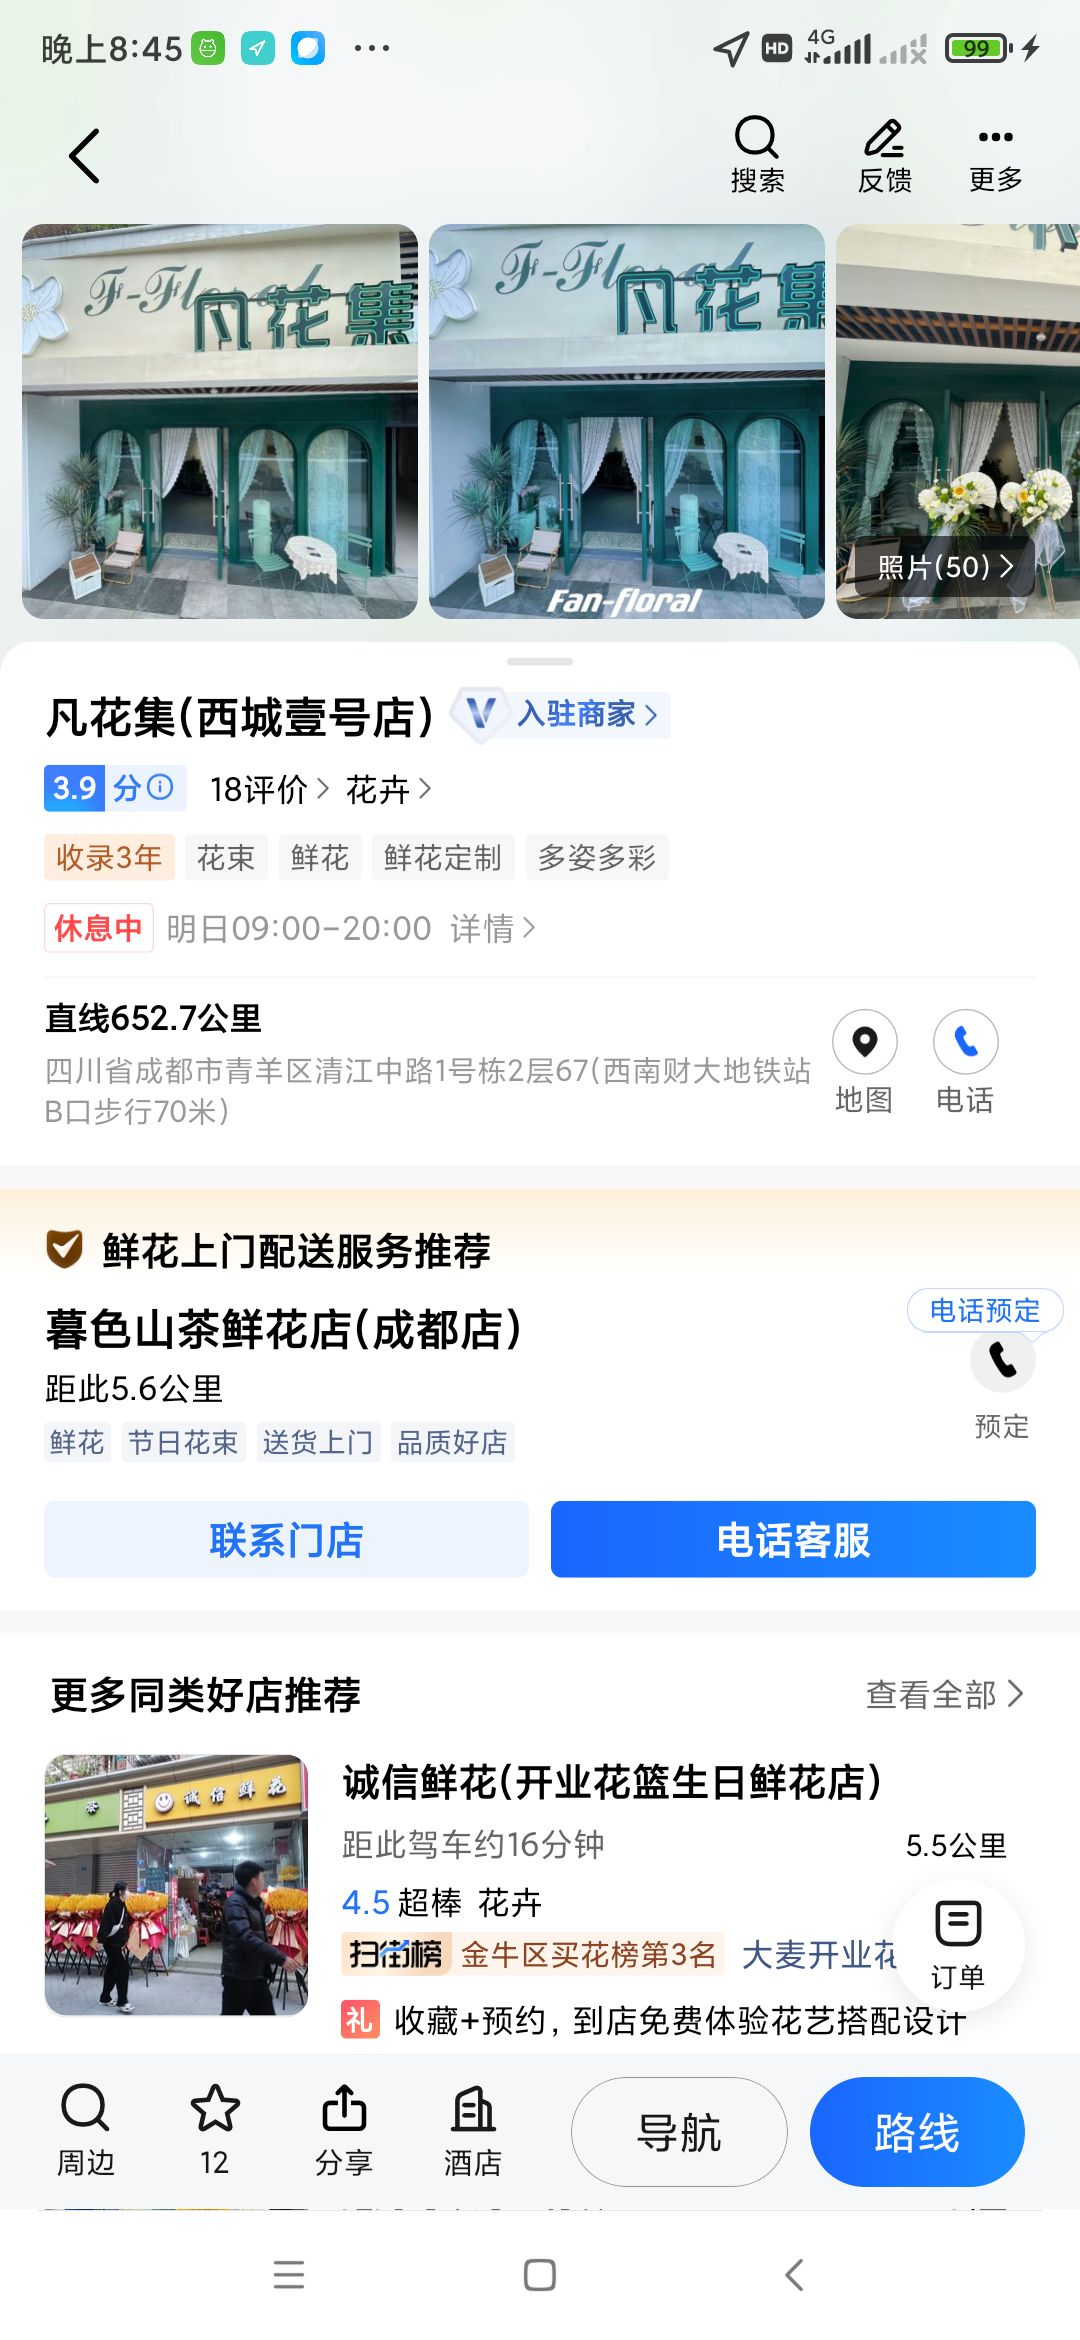 晚上8:45
HD
4G
99
搜索
反馈
更多
F-Floral
凡花集
F-Floral
凡花集
Fan-floral
照片(50)
凡花集(西城壹号店)
V 入驻商家
3.9 分
18评价
花卉
收录3年
花束
鲜花
鲜花定制
多姿多彩
休息中 明日09:00-20:00 详情
直线652.7公里
四川省成都市青羊区清江中路1号栋2层67(西南财大地铁站
B口步行70米)
地图
电话
鲜花上门配送服务推荐
暮色山茶鲜花店(成都店)
电话预定
距此5.6公里
预定
鲜花
节日花束
送货上门
品质好店
联系门店
电话客服
更多同类好店推荐
查看全部
茶
诚信鲜花
诚信鲜花(开业花篮生日鲜花店)
距此驾车约16分钟
5.5公里
4.5 超棒 花卉
扫街榜 金牛区买花榜第3名 大麦开业花
订单
礼 收藏+预约，到店免费体验花艺搭配设计
周边
12
分享
酒店
导航
路线